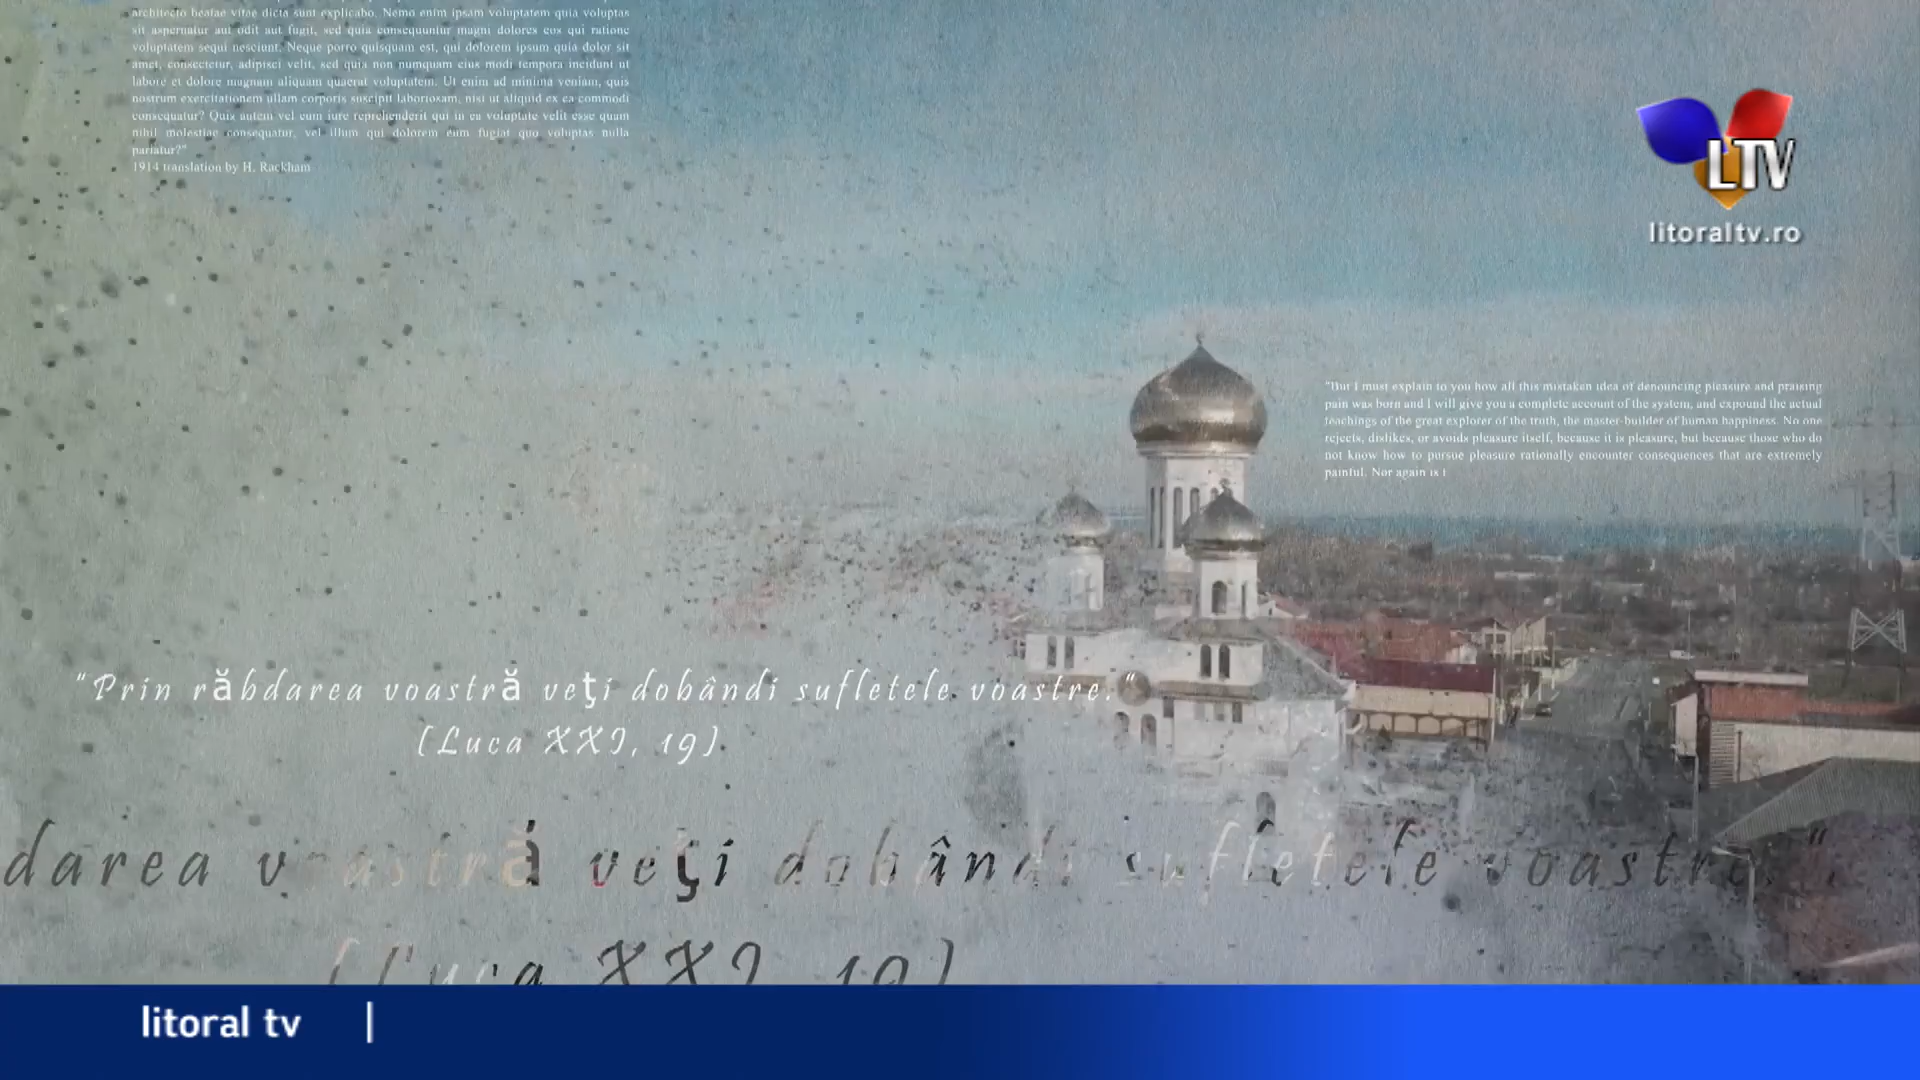 architecto beatae vitae dicta sunt explicabo. Nemo enim ipsam voluptatem quia voluptas
sit aspernatur aut odit aut fugit, sed quia consequuntur magni dolores eos qui ratione
voluptatem sequi nesciunt. Neque porro quisquam est, qui dolorem ipsum quia dolor sit
amet, consectetur, adipisci velit, sed quia non numquam eius modi tempora incidunt ut
labore et dolore magnam aliquam quaerat voluptatem. Ut enim ad minima veniam, quis
nostrum exercitationem ullam corporis suscipit laboriosam, nisi ut aliquid ex ea commodi
consequatur? Quis autem vel eum iure reprehenderit qui in ea voluptate velit esse quam
nihil molestiae consequatur, vel illum qui dolorem eum fugiat quo voluptas nulla
pariatur?"
1914 translation by H. Rackham
LTV
litoraltv.ro
"But I must explain to you how all this mistaken idea of denouncing pleasure and praising
pain was born and I will give you a complete account of the system, and expound the actual
teachings of the great explorer of the truth, the master-builder of human happiness. No one
rejects, dislikes, or avoids pleasure itself, because it is pleasure, but because those who do
not know how to pursue pleasure rationally encounter consequences that are extremely
painful. Nor again is t
"Prin răbdarea voastră veţi dobândi sufletele voastre."
(Luca XXI, 19)
darea voastră veţi dobândi sufletele voastre."
(Luca XXI, 19)
litoral tv |